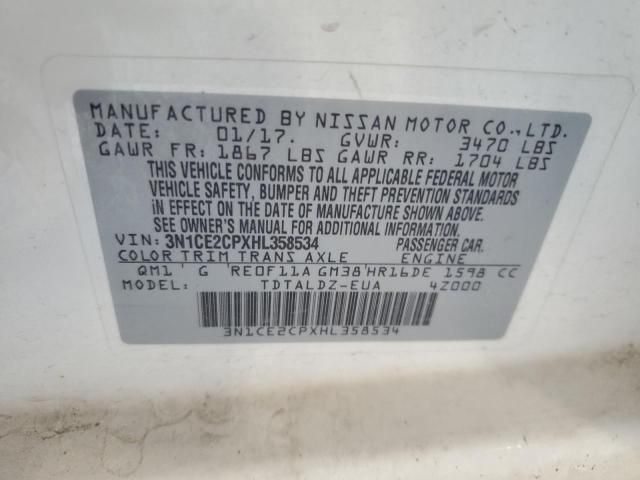 MANUFACTURED BY NISSAN MOTOR CO., LTD.
DATE: 01/17. GVWR: 3470 LBS
GAWR FR: 1867 LBS GAWR RR: 1704 LBS
THIS VEHICLE CONFORMS TO ALL APPLICABLE FEDERAL MOTOR
VEHICLE SAFETY, BUMPER AND THEFT PREVENTION STANDARDS
IN EFFECT ON THE DATE OF MANUFACTURE SHOWN ABOVE.
SEE OWNER'S MANUAL FOR ADDITIONAL INFORMATION.
VIN: 3N1CE2CPXHL358534 PASSENGER CAR.
COLOR TRIM TRANS AXLE ENGINE
QM1' G 'RE0F11A GM38'HR16DE 1598 CC
MODEL: TDTALDZ-EUA 4Z000
3N1CE2CPXHL358534